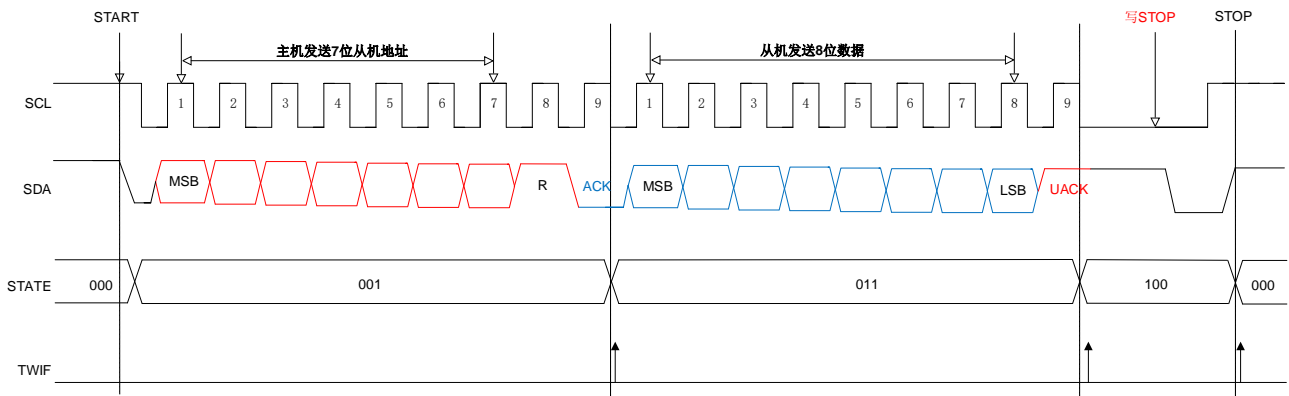 START
写STOP
STOP
主机发送7位从机地址
从机发送8位数据
SCL
1 2 3 4 5 6 7 8 9 1 2 3 4 5 6 7 8 9
SDA
MSB R ACK MSB LSB UACK
STATE
000 001 011 100 000
TWIF